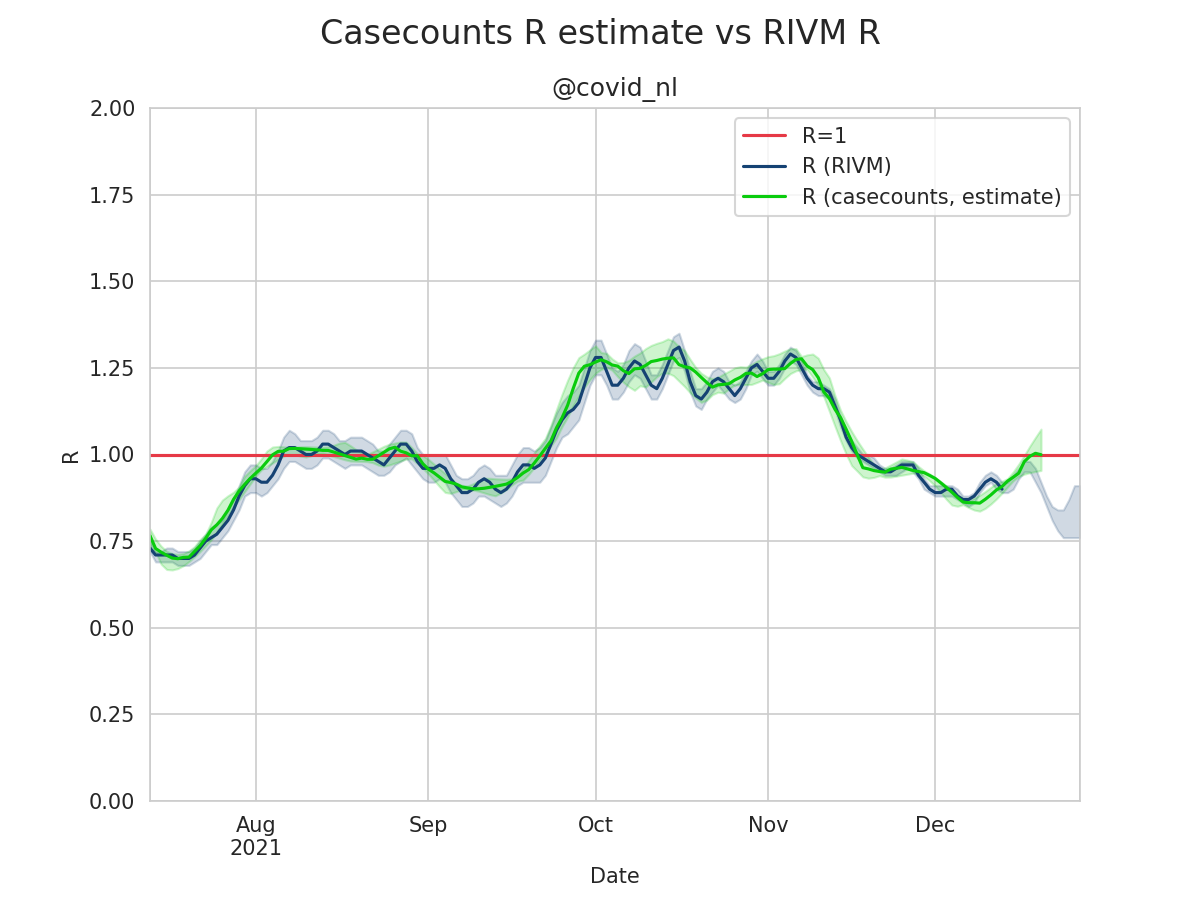 Casecounts R estimate vs RIVM R
@covid_nl
2.00
1.75
1.50
1.25
1.00
0.75
0.50
0.25
0.00
R
R=1
R (RIVM)
R (casecounts, estimate)
Aug
2021
Sep
Oct
Nov
Dec
Date